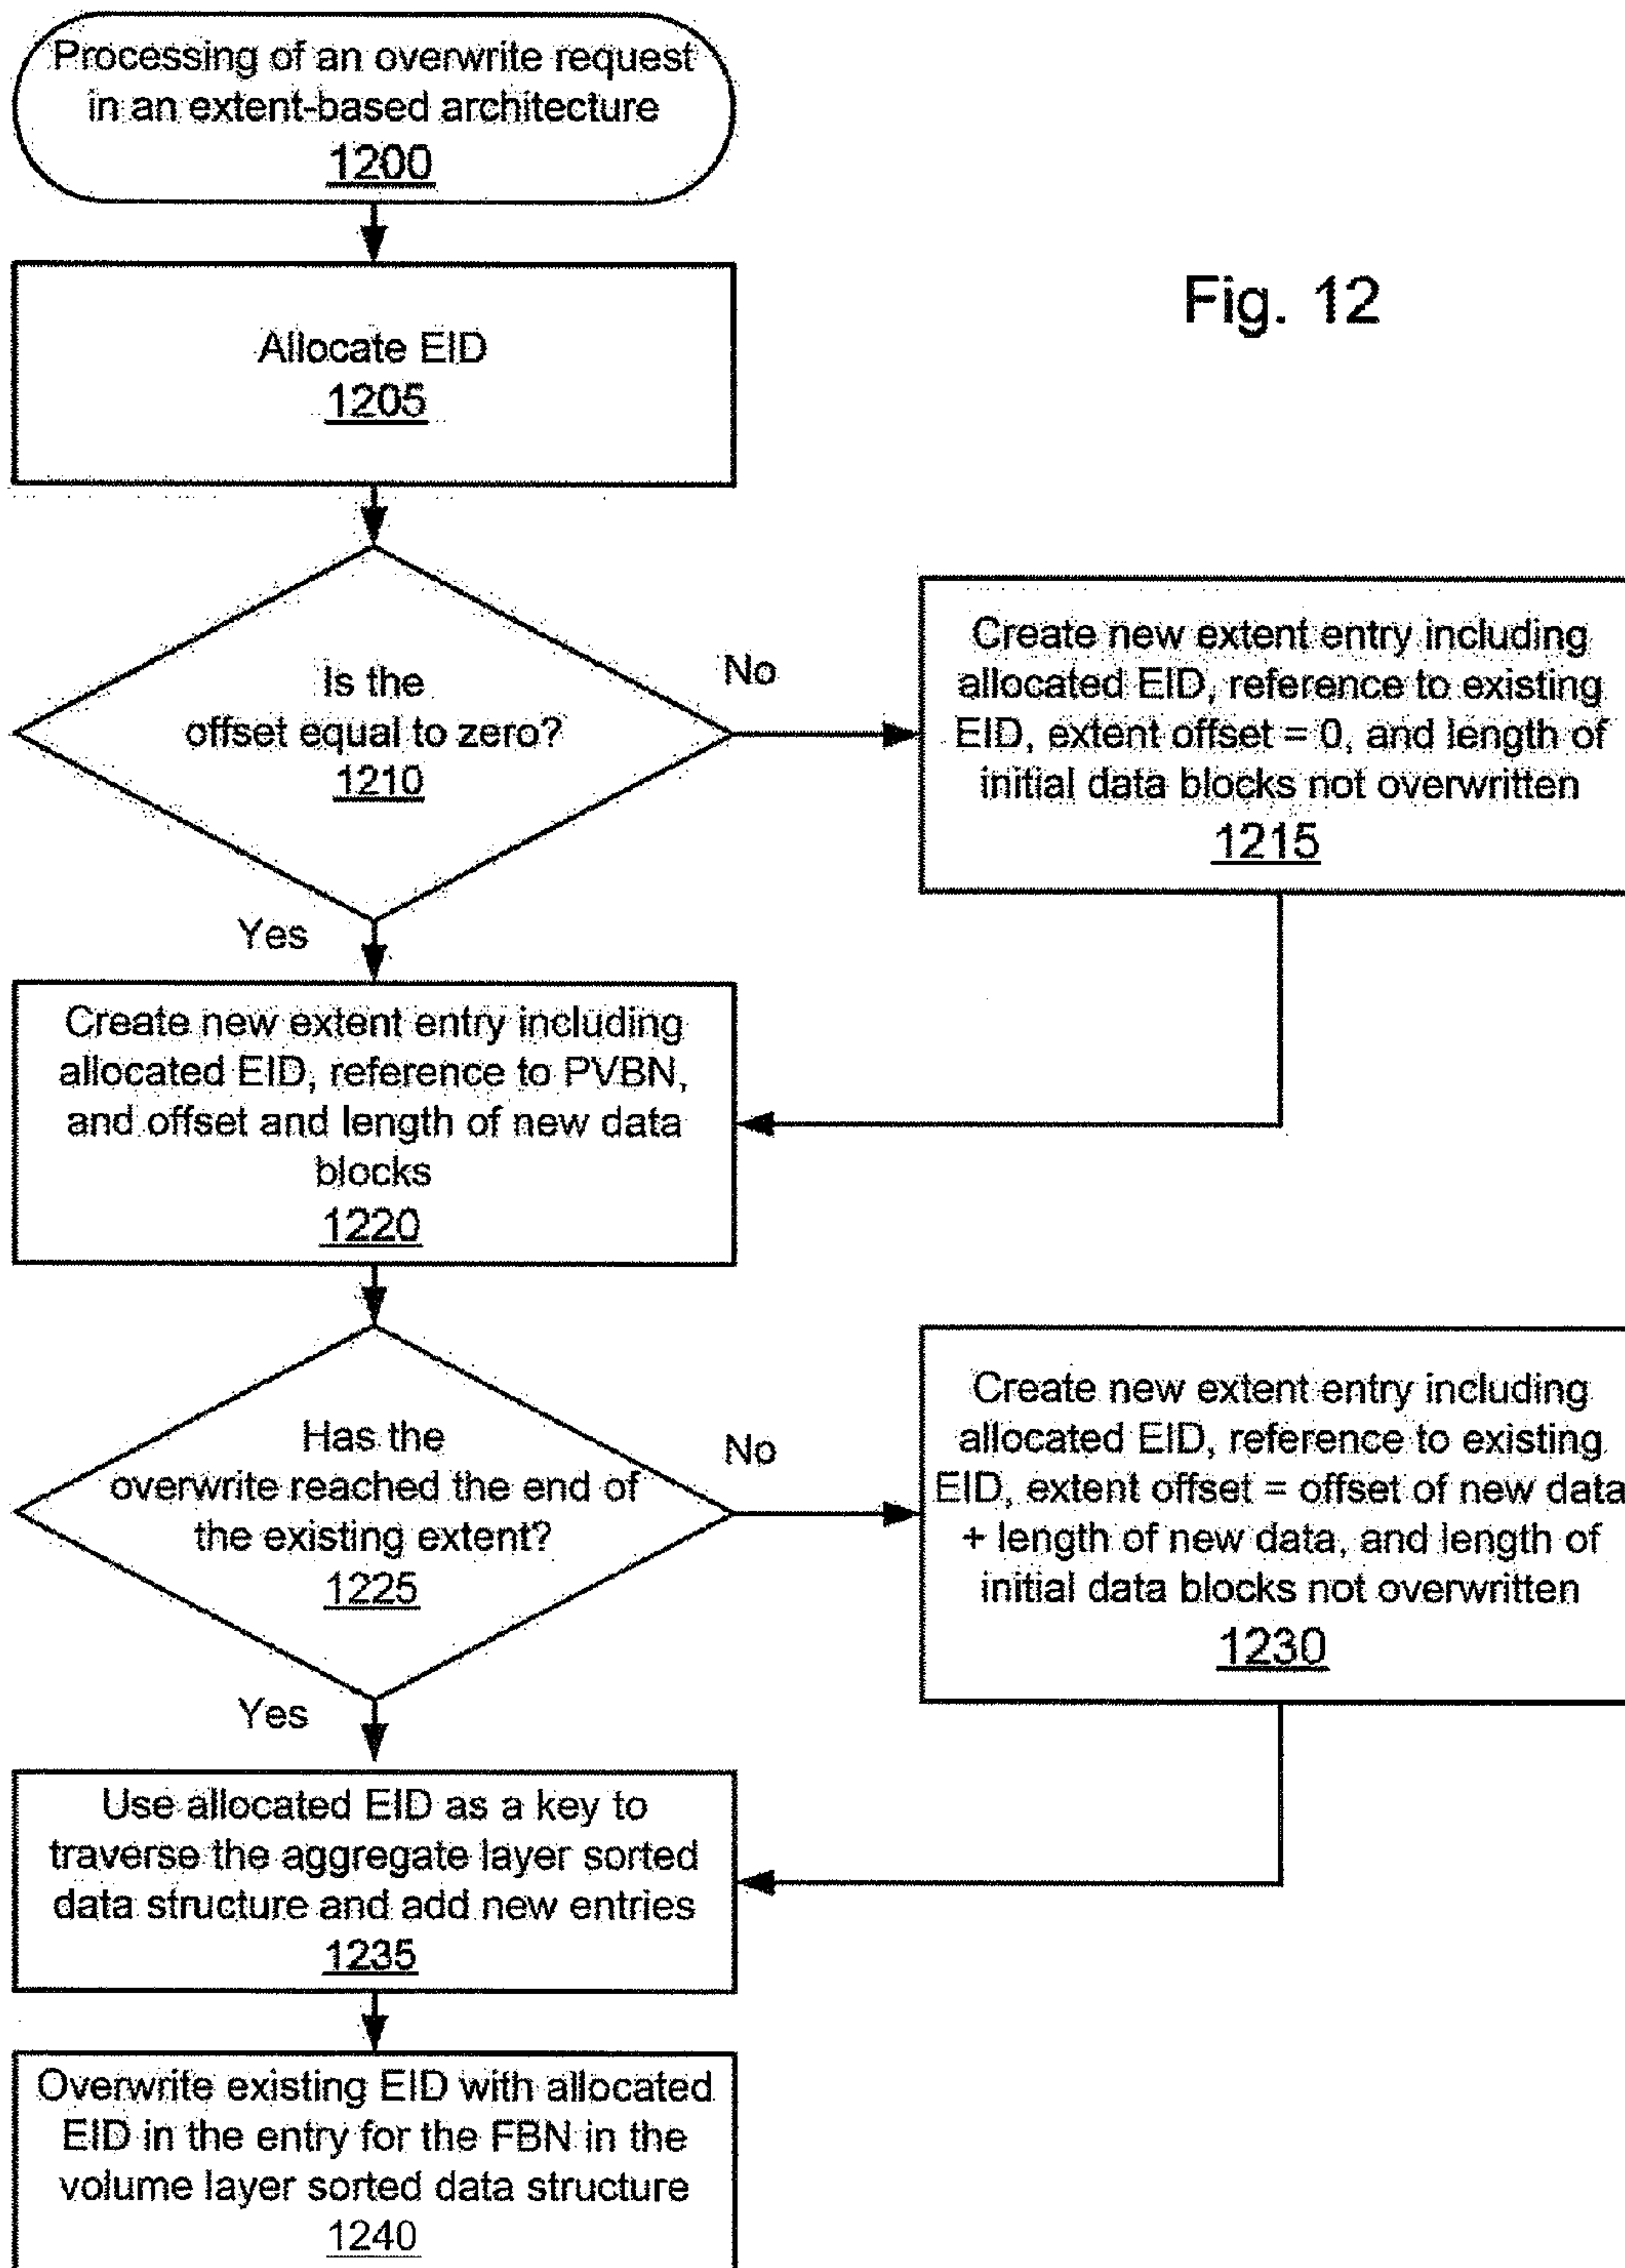 Processing of an overwrite request
in an extent-based architecture
1200
Allocate EID
1205
Fig. 12
Is the
offset equal to zero?
1210
No
Yes
Create new extent entry including
allocated EID, reference to existing
EID, extent offset = 0, and length of
initial data blocks not overwritten
1215
Create new extent entry including
allocated EID, reference to PVBN,
and offset and length of new data
blocks
1220
Has the
overwrite reached the end of
the existing extent?
1225
No
Yes
Create new extent entry including
allocated EID, reference to existing
EID, extent offset = offset of new data
+ length of new data, and length of
initial data blocks not overwritten
1230
Use allocated EID as a key to
traverse the aggregate layer sorted
data structure and add new entries
1235
Overwrite existing EID with allocated
EID in the entry for the FBN in the
volume layer sorted data structure
1240